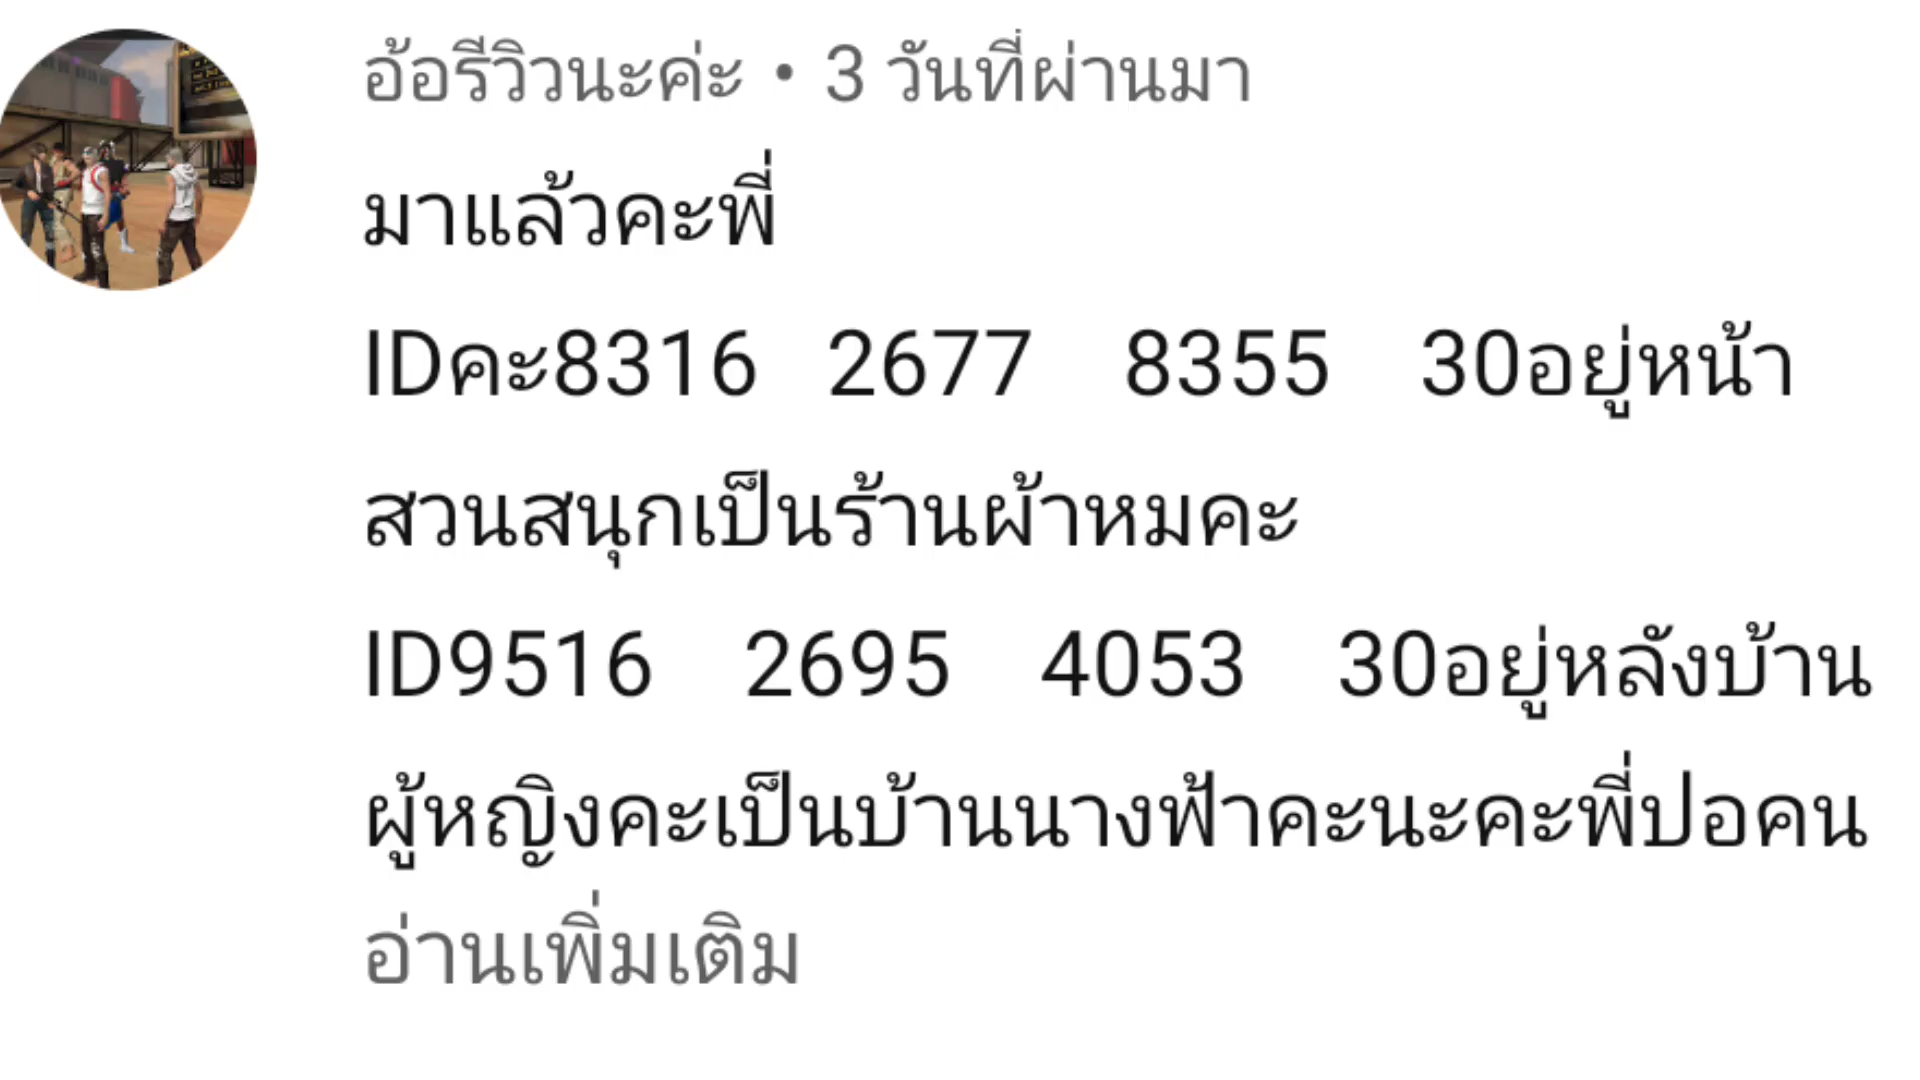 อ้อรีวิวนะค่ะ • 3 วันที่ผ่านมา
มาแล้วคะพี่
IDคะ8316 2677 8355 30อยู่หน้า
สวนสนุกเป็นร้านผ้าหมคะ
ID9516 2695 4053 30อยู่หลังบ้าน
ผู้หญิงคะเป็นบ้านนางฟ้าคะนะคะพี่ปอคน
อ่านเพิ่มเติม